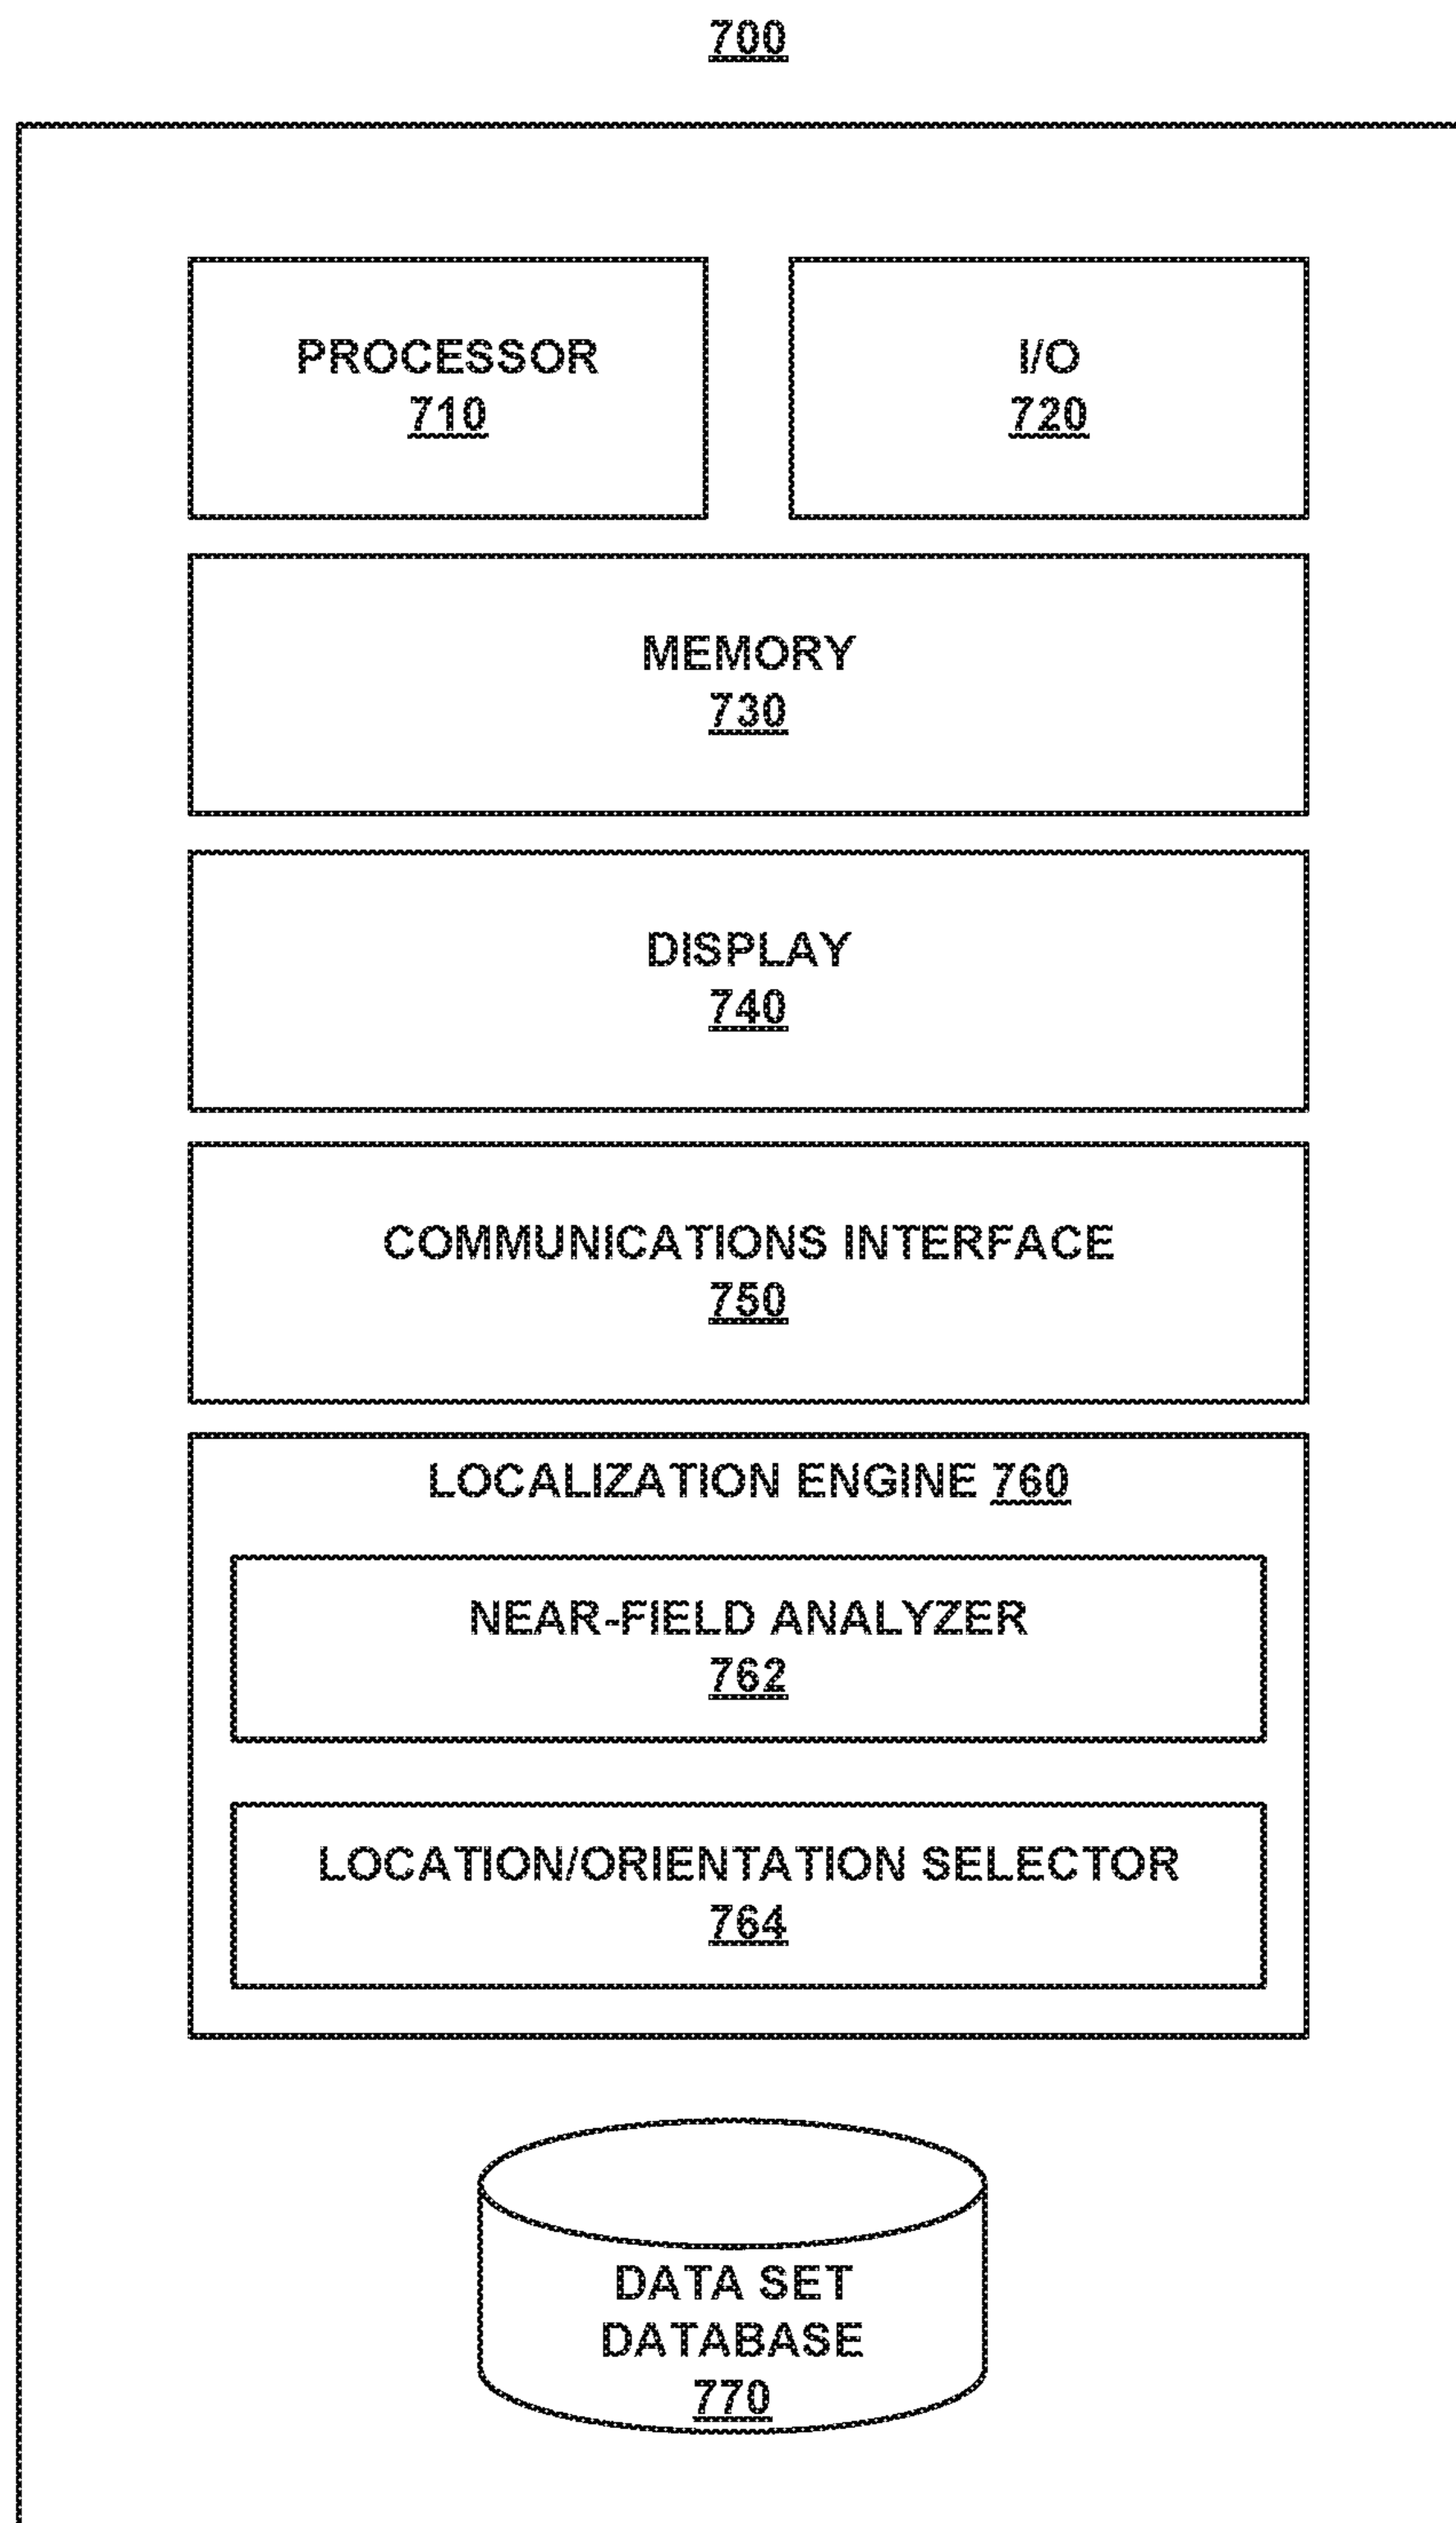 700
PROCESSOR
710
I/O
720
MEMORY
730
DISPLAY
740
COMMUNICATIONS INTERFACE
750
LOCALIZATION ENGINE 760
NEAR-FIELD ANALYZER
762
LOCATION/ORIENTATION SELECTOR
764
DATA SET
DATABASE
770